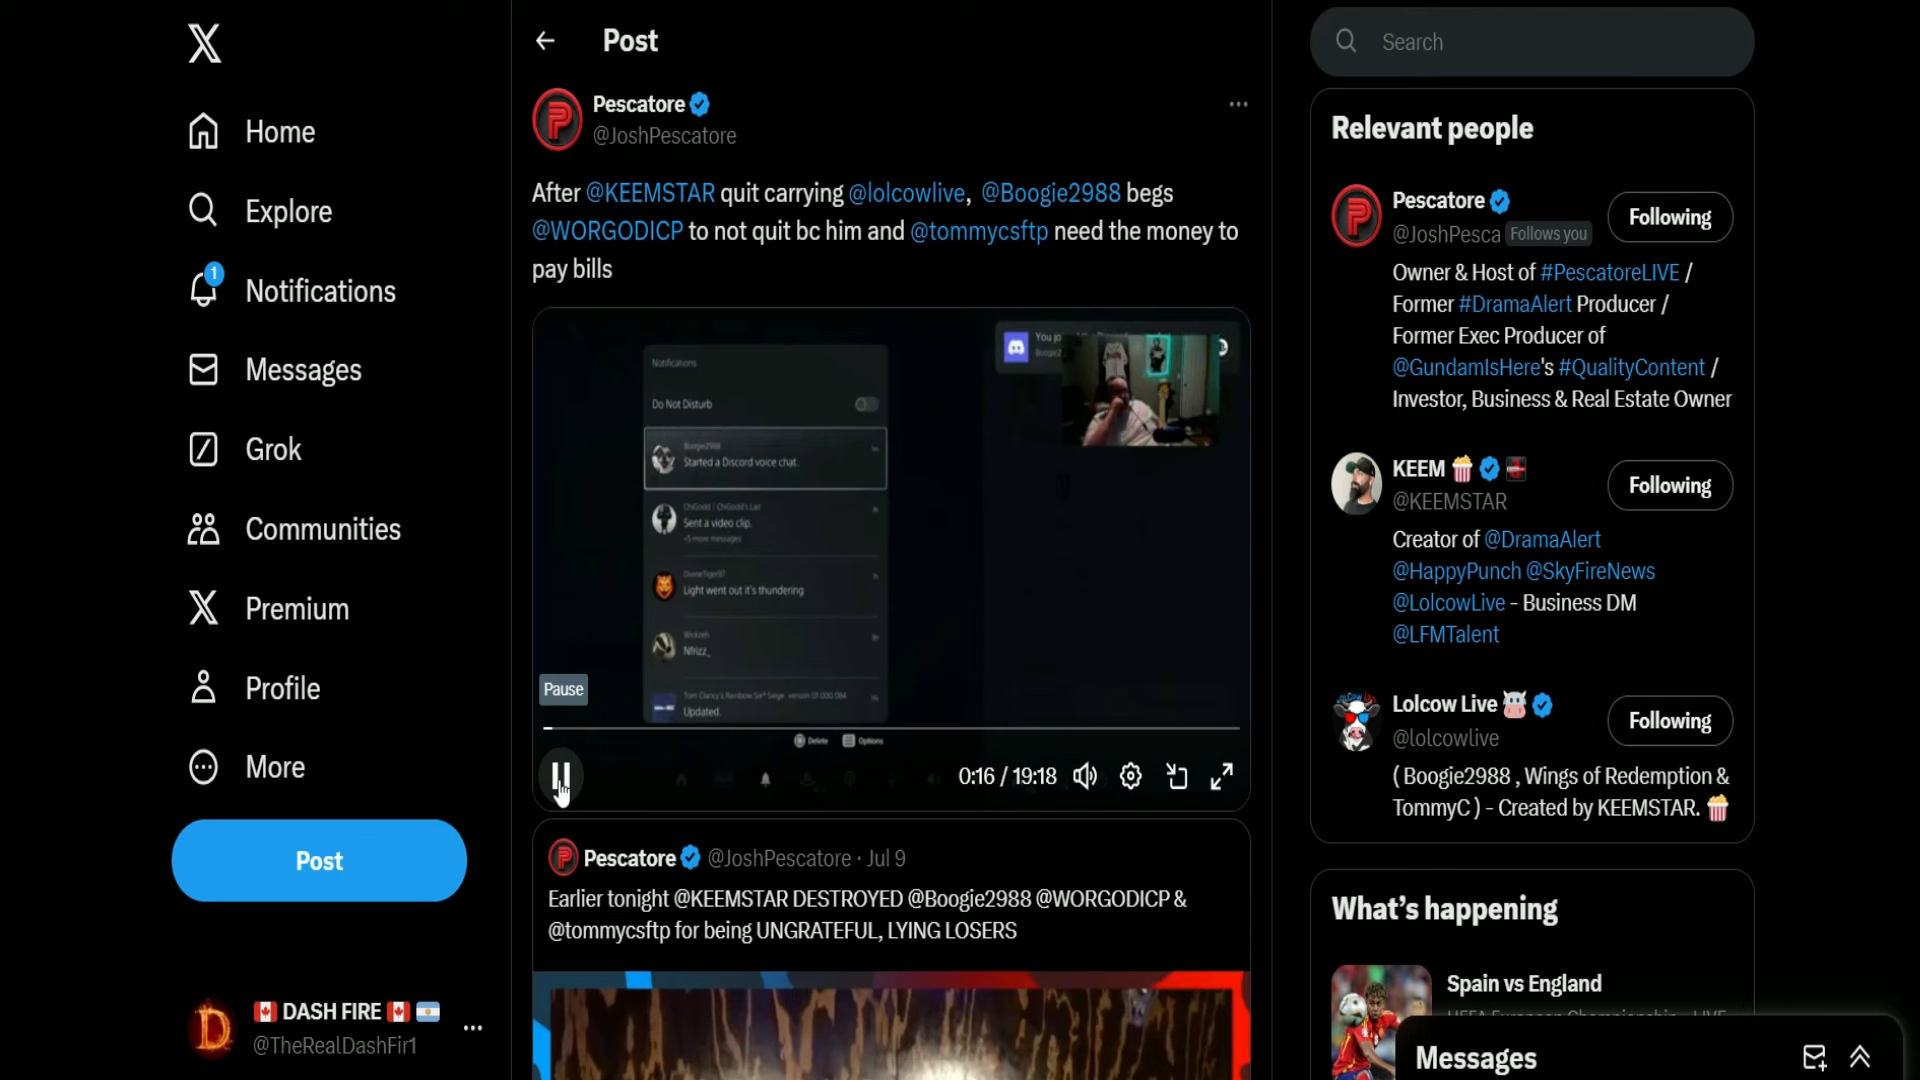 Home
Explore
1
Notifications
Messages
Grok
Communities
Premium
Profile
More
Post
DASH FIRE
@TheRealDashFir1
Post
Pescatore
@JoshPescatore
After @KEEMSTAR quit carrying @lolcowlive, @Boogie2988 begs
@WORGODICP to not quit bc him and @tommycsftp need the money to
pay bills
You jo
Notifications
Do Not Disturb
Boogie2988
Started a Discord voice chat.
Sent a video clip.
+5 more messages
DivineTiger97
Light went out it's thundering
Nfrizz_
Tom Clancy's Rainbow Six® Siege version 01.000.084
Updated.
Delete
Options
Pause
0:16 / 19:18
Pescatore @JoshPescatore · Jul 9
Earlier tonight @KEEMSTAR DESTROYED @Boogie2988 @WORGODICP &
@tommycsftp for being UNGRATEFUL, LYING LOSERS
Search
Relevant people
Pescatore
@JoshPesca Follows you
Following
Owner & Host of #PescatoreLIVE /
Former #DramaAlert Producer /
Former Exec Producer of
@GundamIsHere's #QualityContent /
Investor, Business & Real Estate Owner
KEEM
@KEEMSTAR
Following
Creator of @DramaAlert
@HappyPunch @SkyFireNews
@LolcowLive - Business DM
@LFMTalent
Lolcow Live
@lolcowlive
Following
( Boogie2988 , Wings of Redemption &
TommyC ) - Created by KEEMSTAR.
What's happening
Spain vs England
Messages